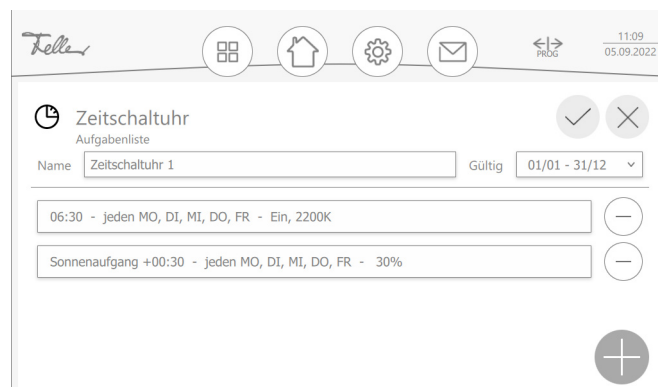 Feller
PROG
11:09
05.09.2022
Zeitschaltuhr
Aufgabenliste
Name Zeitschaltuhr 1 Gültig 01/01 - 31/12
06:30 - jeden MO, DI, MI, DO, FR - Ein, 2200K
Sonnenaufgang +00:30 - jeden MO, DI, MI, DO, FR - 30%